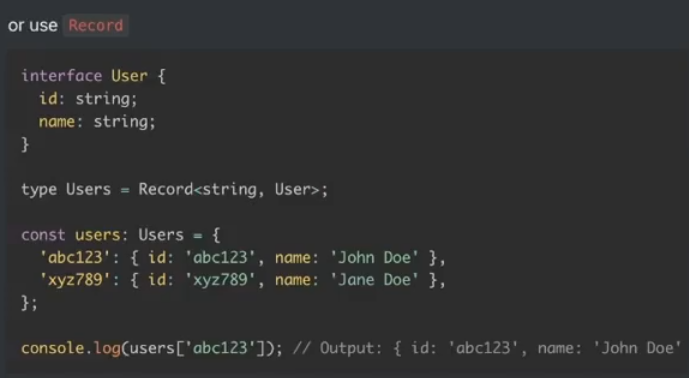 or use Record
interface User {
  id: string;
  name: string;
}
type Users = Record<string, User>;
const users: Users = {
  'abc123': { id: 'abc123', name: 'John Doe' },
  'xyz789': { id: 'xyz789', name: 'Jane Doe' },
};
console.log(users['abc123']); // Output: { id: 'abc123', name: 'John Doe'